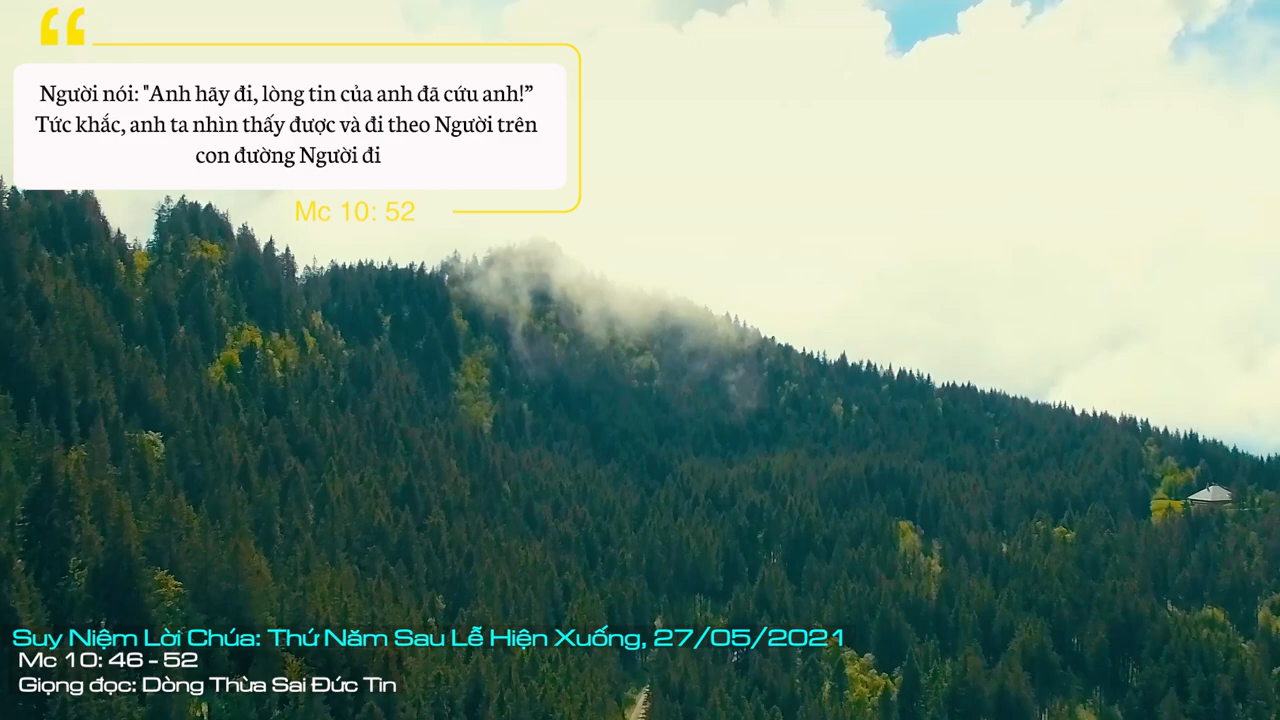 Người nói: "Anh hãy đi, lòng tin của anh đã cứu anh!”
Tức khắc, anh ta nhìn thấy được và đi theo Người trên
con đường Người đi
Mc 10: 52
Suy Niệm Lời Chúa: Thứ Năm Sau Lễ Hiện Xuống, 27/05/2021
Mc 10: 46 - 52
Giọng đọc: Dòng Thừa Sai Đức Tin